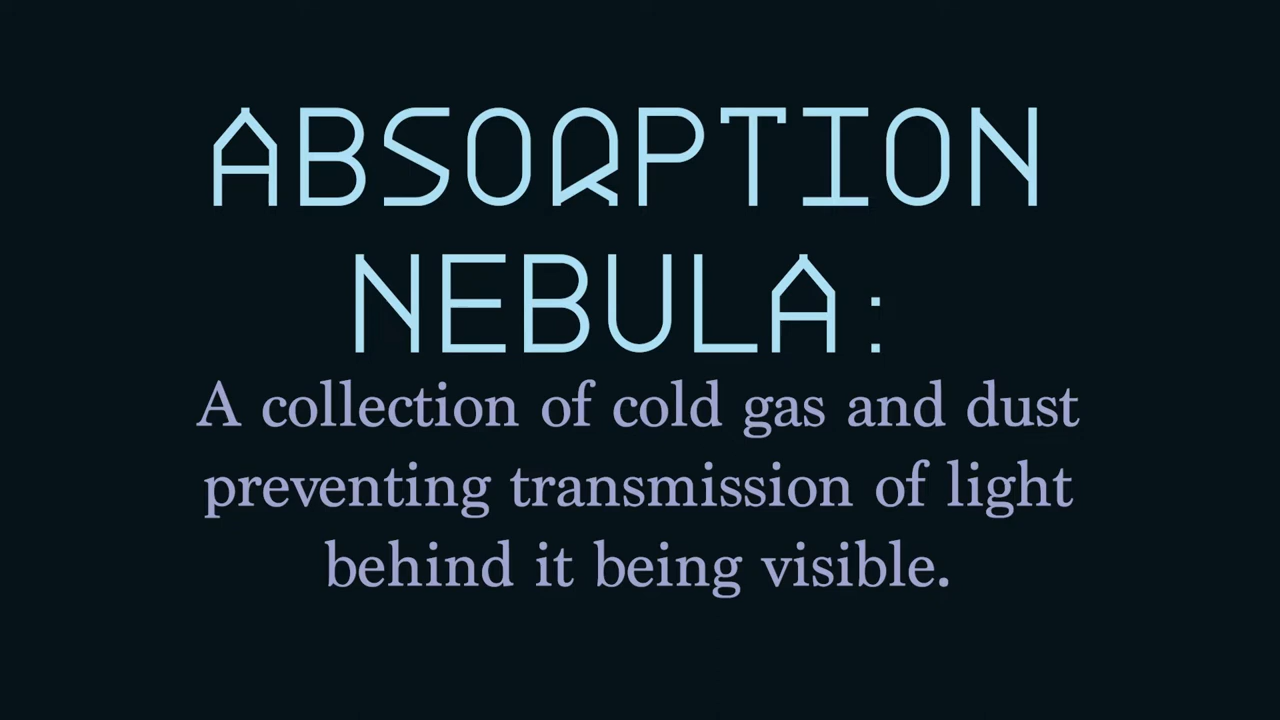 ABSORPTION
NEBULA:
A collection of cold gas and dust
preventing transmission of light
behind it being visible.